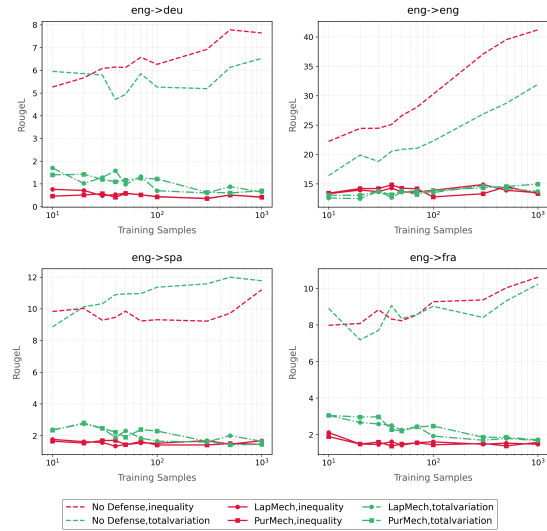 eng->deu
eng->eng
RougeL
8
7
6
5
4
3
2
1
0
10¹
10²
10³
Training Samples
40
35
30
25
20
15
10¹
10²
10³
Training Samples
eng->spa
eng->fra
RougeL
12
10
8
6
4
2
10¹
10²
10³
Training Samples
RougeL
10
8
6
4
2
10¹
10²
10³
Training Samples
No Defense,inequality
No Defense,totalvariation
LapMech,inequality
PurMech,inequality
LapMech,totalvariation
PurMech,totalvariation